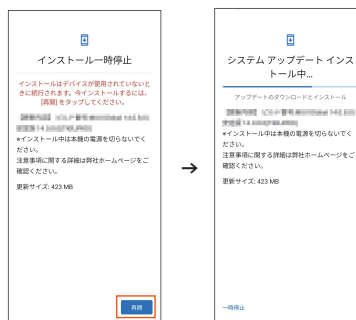 インストール一時停止
インストールはデバイスが使用されていないと
きに続行されます。今インストールするには、
[再開] をタップしてください。
※インストール中は本機の電源を切らないでく
ださい。
注意事項に関する詳細は弊社ホームページをご
確認ください。
更新サイズ: 423 MB
再開
→
システム アップデート インス
トール中...
アップデートのダウンロードとインストール
※インストール中は本機の電源を切らないでく
ださい。
注意事項に関する詳細は弊社ホームページをご
確認ください。
更新サイズ: 423 MB
一時停止